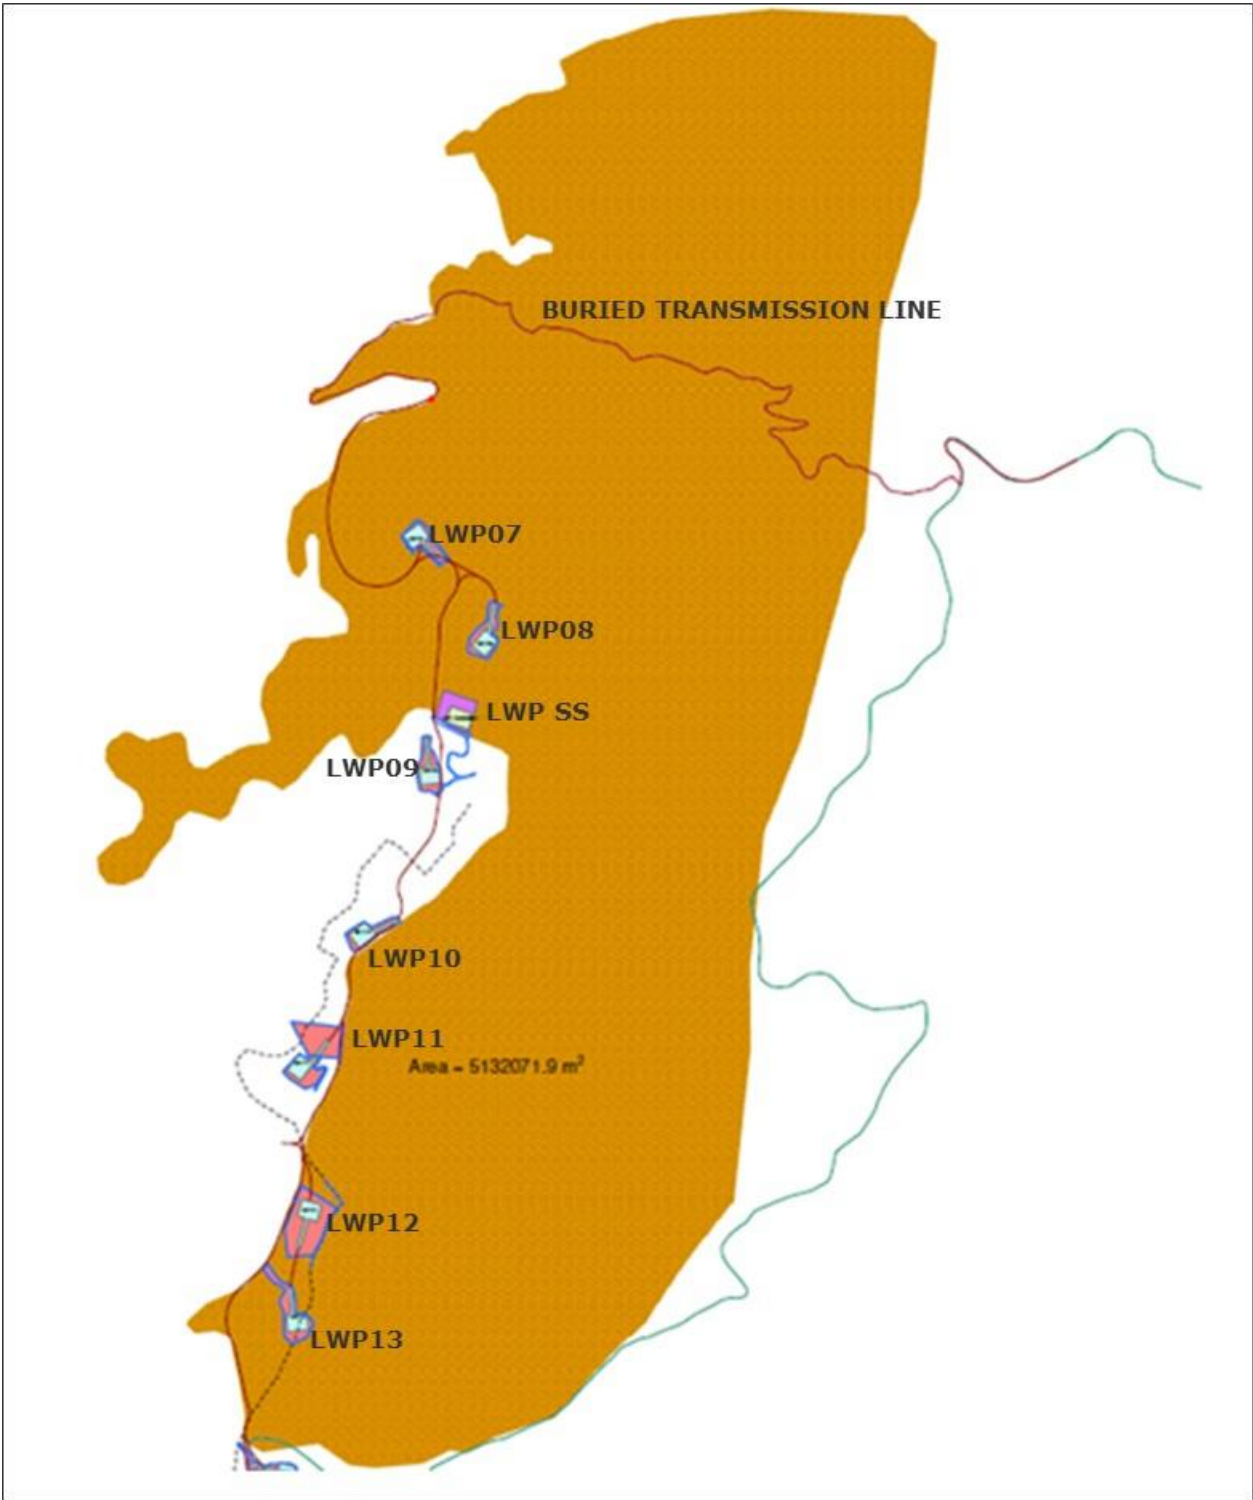 BURIED TRANSMISSION LINE
LWP07
LWP08
LWP SS
LWP09
LWP10
LWP11
Area = 5132071.9 m²
LWP12
LWP13